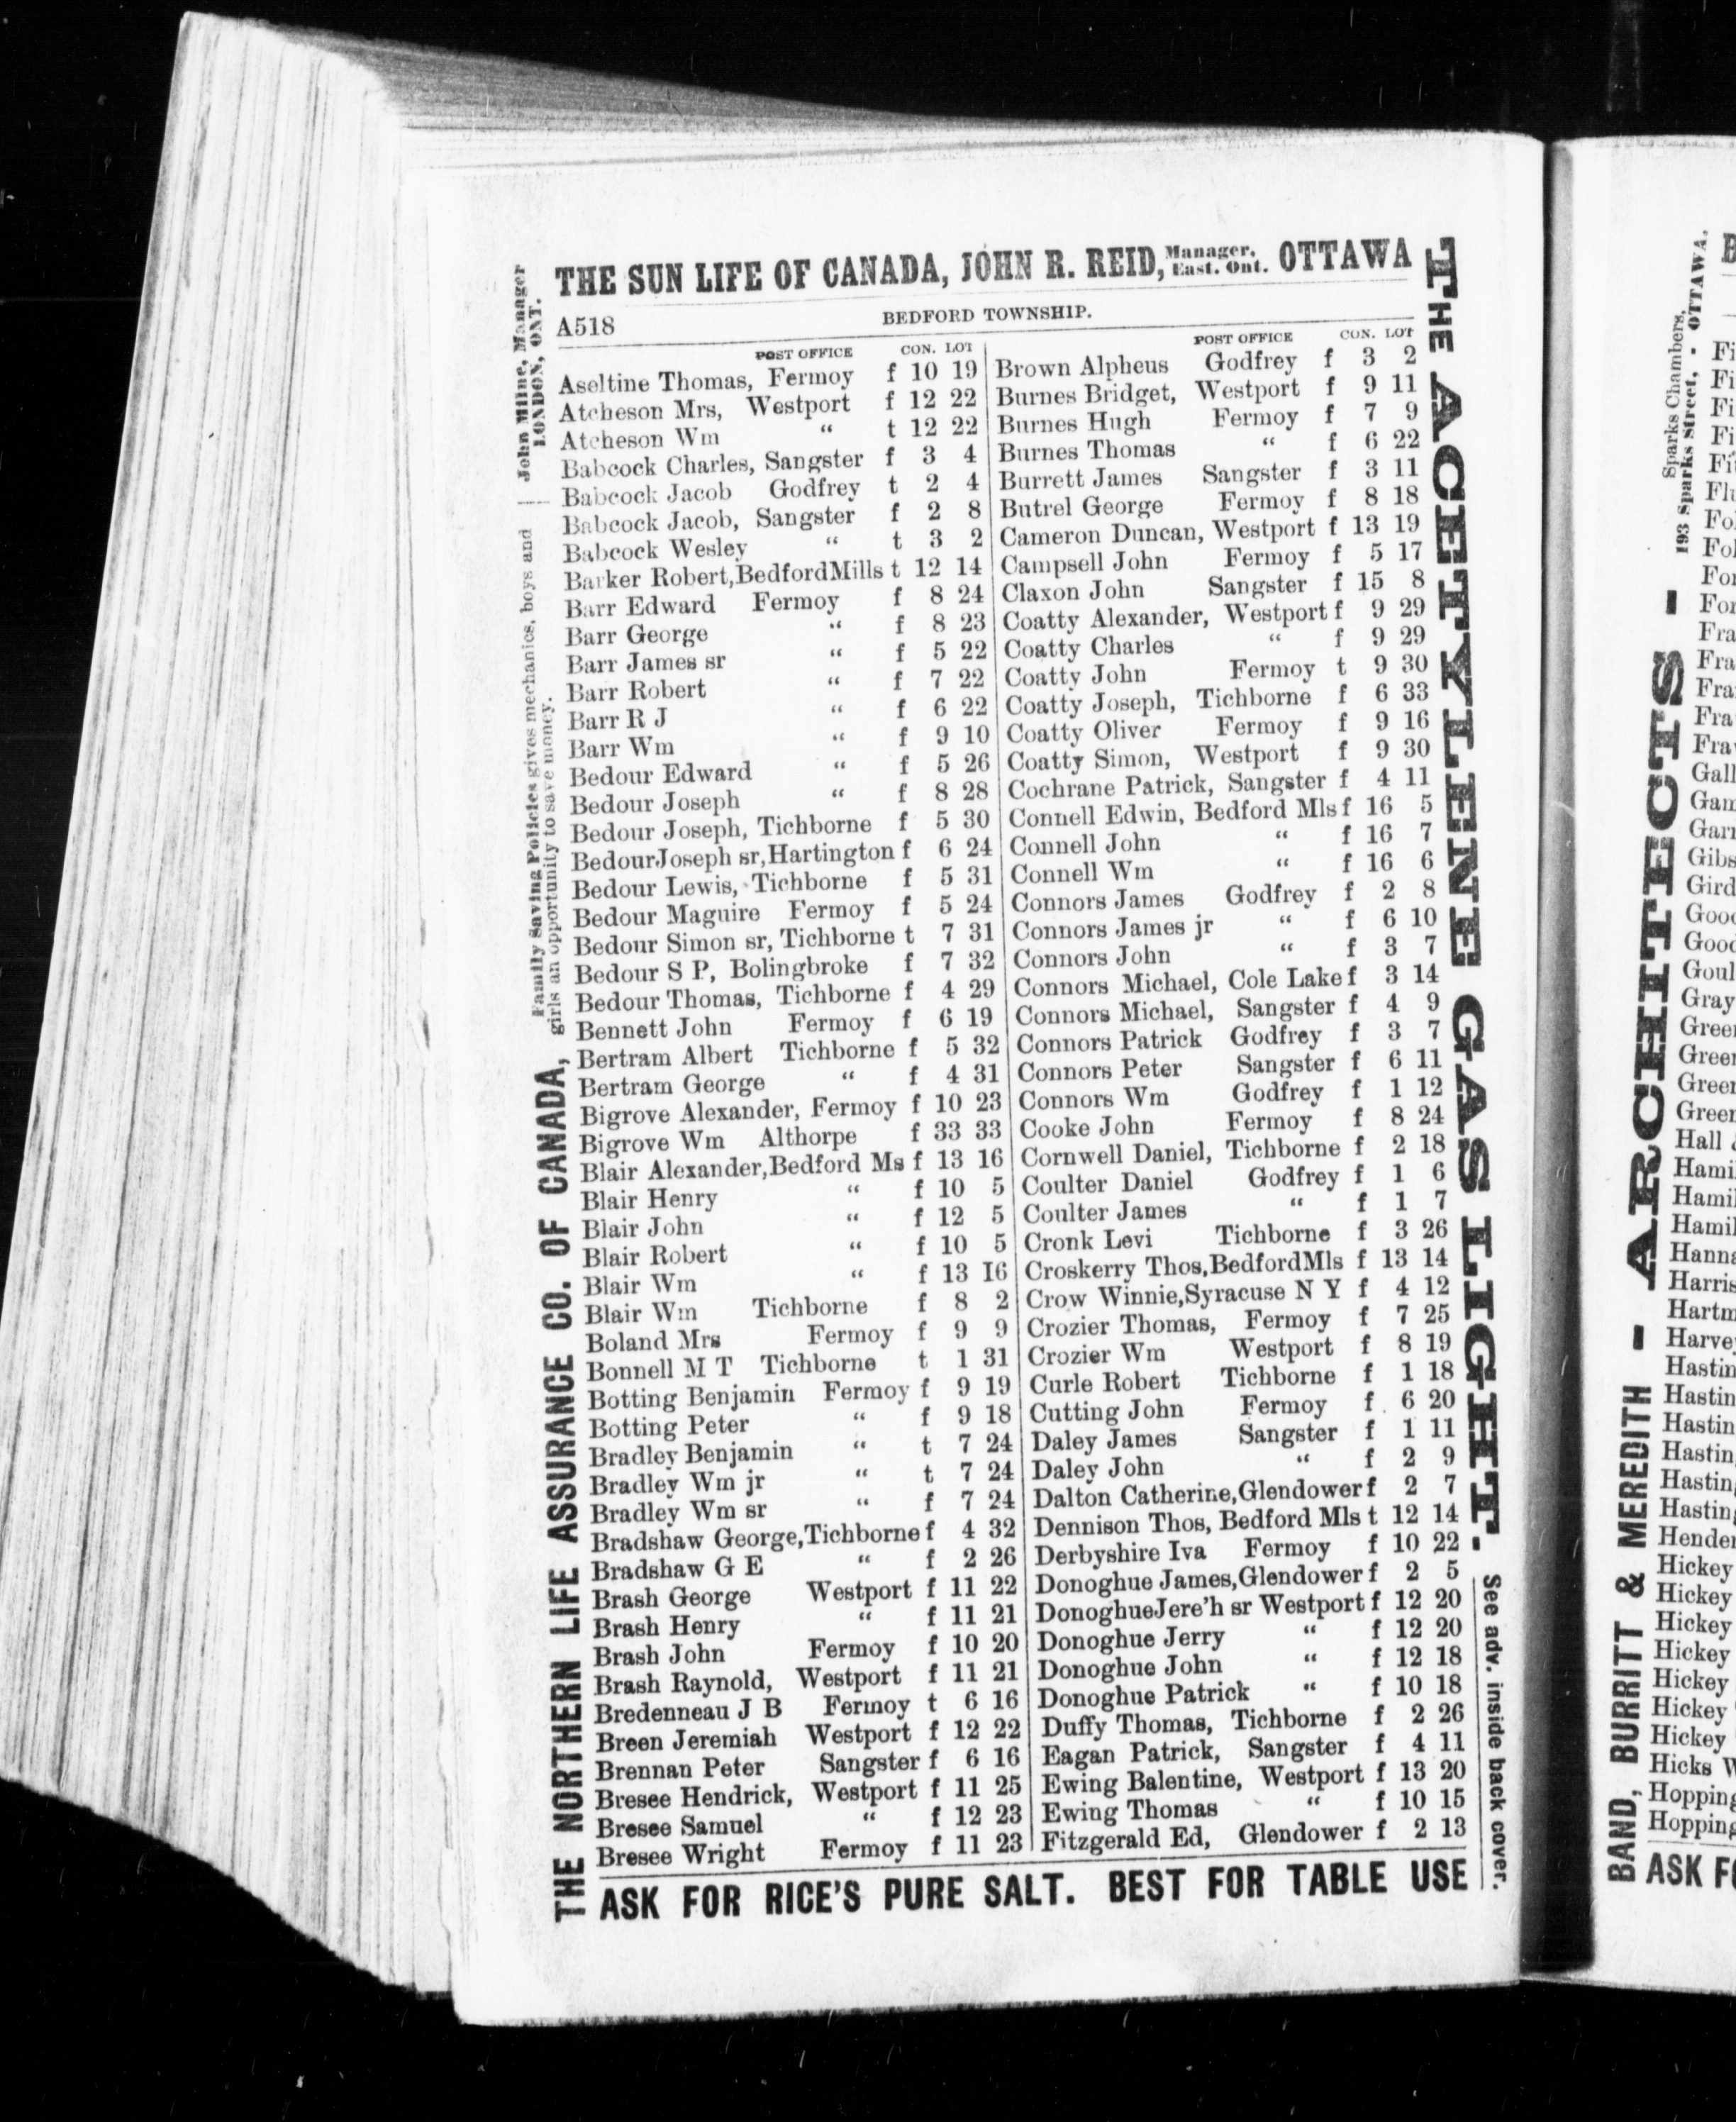 THE SUN LIFE OF CANADA, JOHN R. REID, Manager. East. Ont. OTTAWA
A518 BEDFORD TOWNSHIP.
POST OFFICE CON. LOT
Aseltine Thomas, Fermoy f 10 19
Atcheson Mrs, Westport f 12 22
Atcheson Wm “ t 12 22
Babcock Charles, Sangster f 3 4
Babcock Jacob Godfrey t 2 4
Babcock Jacob, Sangster f 2 8
Babcock Wesley “ t 3 2
Barker Robert,BedfordMills t 12 14
Barr Edward Fermoy f 8 24
Barr George “ f 8 23
Barr James sr “ f 5 22
Barr Robert “ f 7 22
Barr R J “ f 6 22
Barr Wm “ f 9 10
Bedour Edward “ f 5 26
Bedour Joseph “ f 8 28
Bedour Joseph, Tichborne f 5 30
BedourJoseph sr,Hartington f 6 24
Bedour Lewis, Tichborne f 5 31
Bedour Maguire Fermoy f 5 24
Bedour Simon sr, Tichborne t 7 31
Bedour S P, Bolingbroke f 7 32
Bedour Thomas, Tichborne f 4 29
Bennett John Fermoy f 6 19
Bertram Albert Tichborne f 5 32
Bertram George “ f 4 31
Bigrove Alexander, Fermoy f 10 23
Bigrove Wm Althorpe f 33 33
Blair Alexander,Bedford Ms f 13 16
Blair Henry “ f 10 5
Blair John “ f 12 5
Blair Robert “ f 10 5
Blair Wm “ f 13 16
Blair Wm Tichborne f 8 2
Boland Mrs Fermoy f 9 9
Bonnell M T Tichborne t 1 31
Botting Benjamin Fermoy f 9 19
Botting Peter “ f 9 18
Bradley Benjamin “ t 7 24
Bradley Wm jr “ t 7 24
Bradley Wm sr “ f 7 24
Bradshaw George,Tichborne f 4 32
Bradshaw G E “ f 2 26
Brash George Westport f 11 22
Brash Henry “ f 11 21
Brash John Fermoy f 10 20
Brash Raynold, Westport f 11 21
Bredenneau J B Fermoy t 6 16
Breen Jeremiah Westport f 12 22
Brennan Peter Sangster f 6 16
Bresee Hendrick, Westport f 11 25
Bresee Samuel “ f 12 23
Bresee Wright Fermoy f 11 23
POST OFFICE CON. LOT
Brown Alpheus Godfrey f 3 2
Burnes Bridget, Westport f 9 11
Burnes Hugh Fermoy f 7 9
Burnes Thomas “ f 6 22
Burrett James Sangster f 3 11
Butrel George Fermoy f 8 18
Cameron Duncan, Westport f 13 19
Campsell John Fermoy f 5 17
Claxon John Sangster f 15 8
Coatty Alexander, Westport f 9 29
Coatty Charles “ f 9 29
Coatty John Fermoy t 9 30
Coatty Joseph, Tichborne f 6 33
Coatty Oliver Fermoy f 9 16
Coatty Simon, Westport f 9 30
Cochrane Patrick, Sangster f 4 11
Connell Edwin, Bedford Mls f 16 5
Connell John “ f 16 7
Connell Wm “ f 16 6
Connors James Godfrey f 2 8
Connors James jr “ f 6 10
Connors John “ f 3 7
Connors Michael, Cole Lake f 3 14
Connors Michael, Sangster f 4 9
Connors Patrick Godfrey f 3 7
Connors Peter Sangster f 6 11
Connors Wm Godfrey f 1 12
Cooke John Fermoy f 8 24
Cornwell Daniel, Tichborne f 2 18
Coulter Daniel Godfrey f 1 6
Coulter James “ f 1 7
Cronk Levi Tichborne f 3 26
Croskerry Thos,BedfordMls f 13 14
Crow Winnie,Syracuse N Y f 4 12
Crozier Thomas, Fermoy f 7 25
Crozier Wm Westport f 8 19
Curle Robert Tichborne f 1 18
Cutting John Fermoy f 6 20
Daley James Sangster f 1 11
Daley John “ f 2 9
Dalton Catherine,Glendower f 2 7
Dennison Thos, Bedford Mls t 12 14
Derbyshire Iva Fermoy f 10 22
Donoghue James,Glendower f 2 5
DonoghueJere’h sr Westport f 12 20
Donoghue Jerry “ f 12 20
Donoghue John “ f 12 18
Donoghue Patrick “ f 10 18
Duffy Thomas, Tichborne f 2 26
Eagan Patrick, Sangster f 4 11
Ewing Balentine, Westport f 13 20
Ewing Thomas “ f 10 15
Fitzgerald Ed, Glendower f 2 13
ASK FOR RICE’S PURE SALT. BEST FOR TABLE USE
THE NORTHERN LIFE ASSURANCE CO. OF CANADA,
Family Saving Policies gives mechanics, boys and
girls an opportunity to save money.
John Milne, Manager
LONDON, ONT.
THE ACETYLENE GAS LIGHT.
See adv. inside back cover.
BAND, BURRITT & MEREDITH - ARCHITECTS -
Sparks Chambers,
193 Sparks Street, - OTTAWA.
Hickey
Hickey
Hickey
Hickey
Hickey
Hickey
Hickey
Hicks
ASK